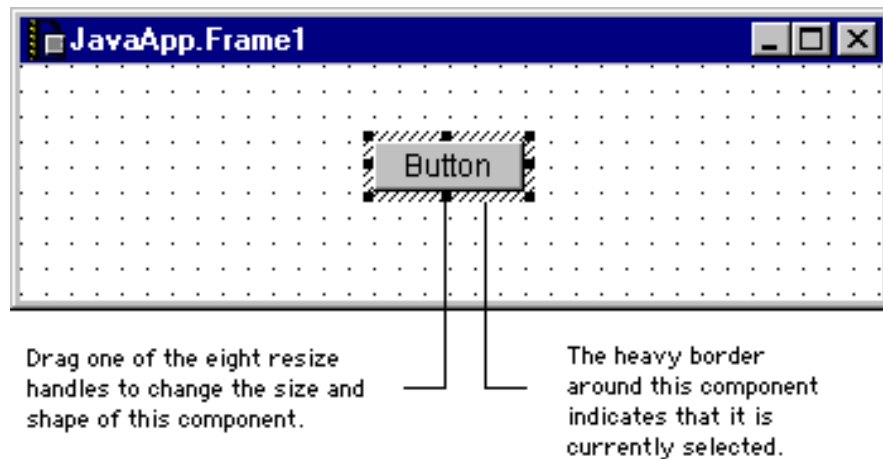 JavaApp.Frame1
Button
Drag one of the eight resize
handles to change the size and
shape of this component.
The heavy border
around this component
indicates that it is
currently selected.